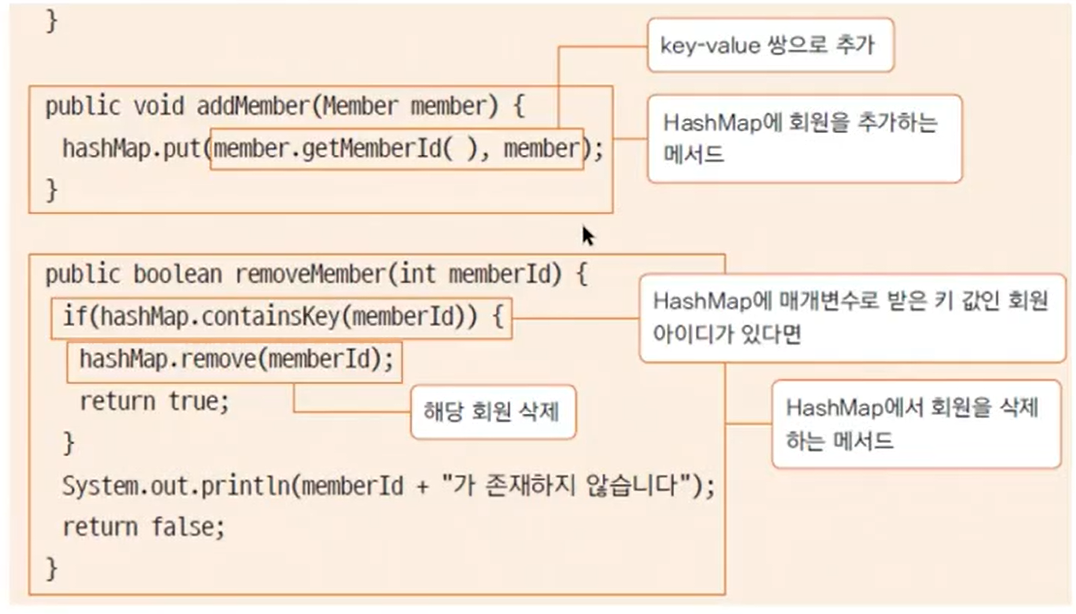 }
key-value 쌍으로 추가
public void addMember(Member member) {
hashMap.put(member.getMemberId( ), member);
}
HashMap에 회원을 추가하는
메서드
public boolean removeMember(int memberId) {
if(hashMap.containsKey(memberId)) {
hashMap.remove(memberId);
return true;
}
System.out.println(memberId + "가 존재하지 않습니다");
return false;
}
HashMap에 매개변수로 받은 키 값인 회원
아이디가 있다면
해당 회원 삭제
HashMap에서 회원을 삭제
하는 메서드